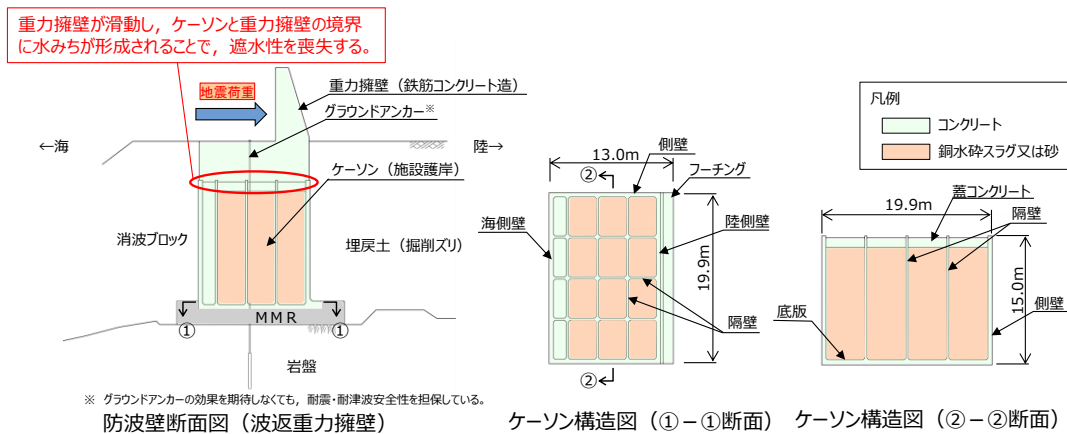 重力擁壁が滑動し，ケーソンと重力擁壁の境界
に水みちが形成されることで，遮水性を喪失する。
地震荷重
重力擁壁（鉄筋コンクリート造）
グラウンドアンカー※
←海
陸→
ケーソン（施設護岸）
消波ブロック
埋戻土（掘削ズリ）
MMR
①
①
岩盤
※ グラウンドアンカーの効果を期待しなくても，耐震・耐津波安全性を担保している。
防波壁断面図（波返重力擁壁）
13.0m
側壁
②
フーチング
海側壁
陸側壁
19.9m
隔壁
②
ケーソン構造図（①－①断面）
凡例
コンクリート
銅水砕スラグ又は砂
蓋コンクリート
19.9m
隔壁
15.0m
底版
側壁
ケーソン構造図（②－②断面）